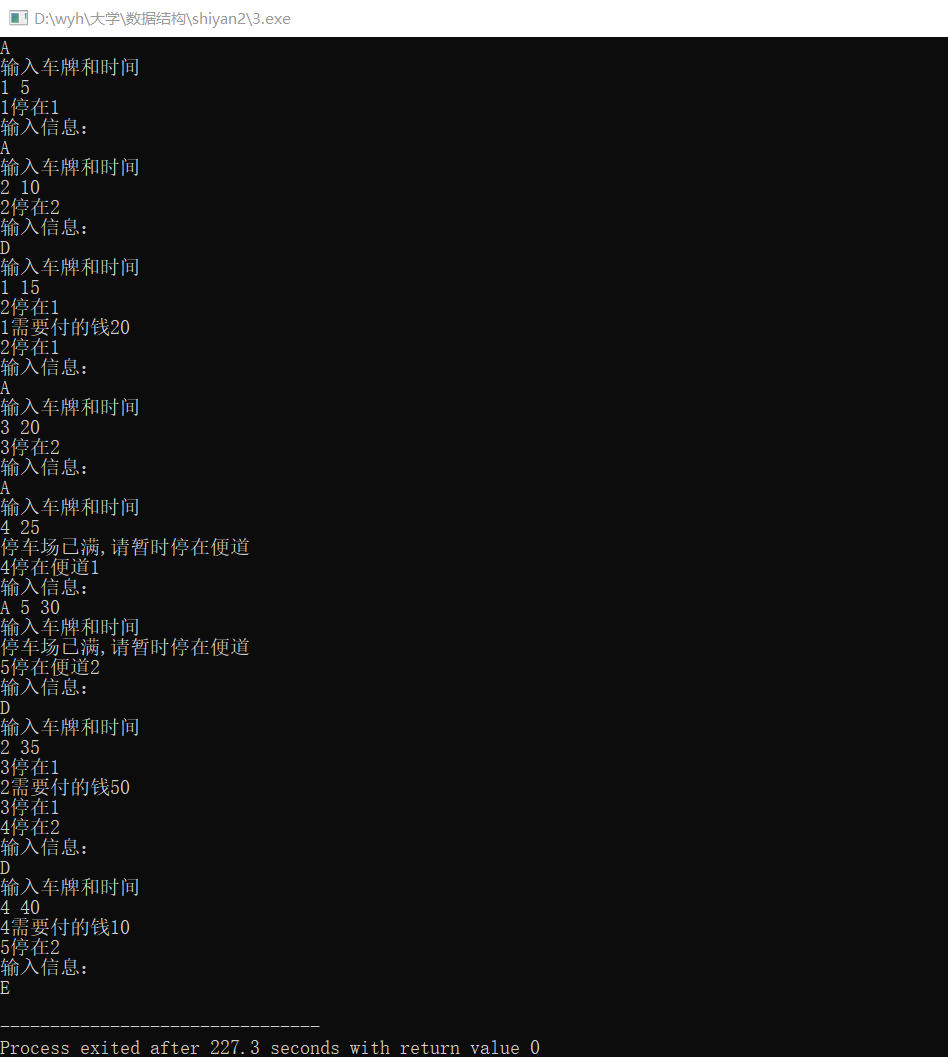 D:\wyh\大学\数据结构\shiyan2\3.exe
A
输入车牌和时间
1 5
1停在1
输入信息:
A
输入车牌和时间
2 10
2停在2
输入信息:
D
输入车牌和时间
1 15
2停在1
1需要付的钱20
2停在1
输入信息:
A
输入车牌和时间
3 20
3停在2
输入信息:
A
输入车牌和时间
4 25
停车场已满,请暂时停在便道
4停在便道1
输入信息:
A 5 30
输入车牌和时间
停车场已满,请暂时停在便道
5停在便道2
输入信息:
D
输入车牌和时间
2 35
3停在1
2需要付的钱50
3停在1
4停在2
输入信息:
D
输入车牌和时间
4 40
4需要付的钱10
5停在2
输入信息:
E
--------------------------------
Process exited after 227.3 seconds with return value 0